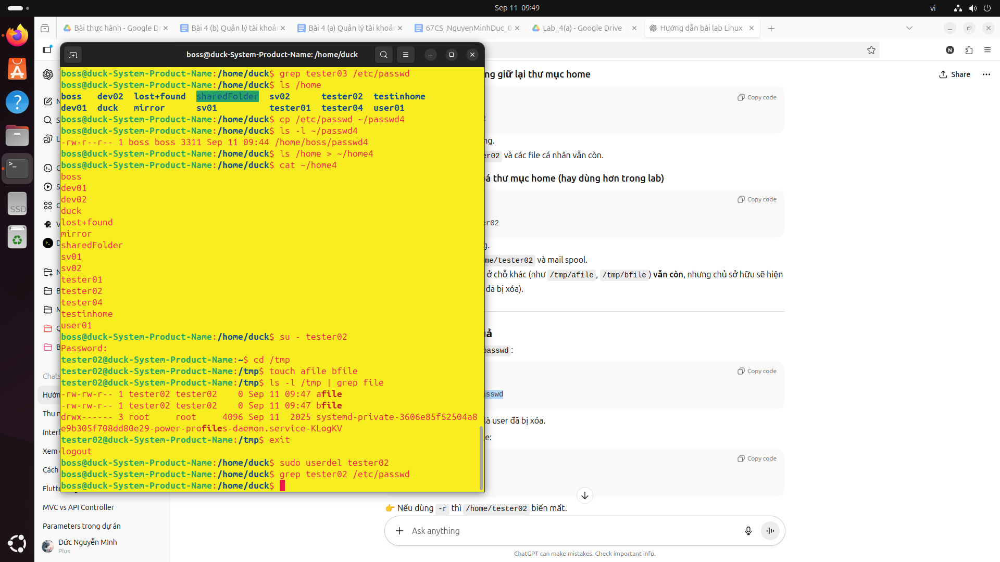 Sep 11 09:49
vi
Bài thực hành - Google Dr
Bài 4 (b) Quản lý tài khoản
Bài 4 (a) Quản lý tài khoản
67CS_NguyenMinhDuc_0
Lab_4(a) - Google Drive
Hướng dẫn bài lab Linux
boss@duck-System-Product-Name: /home/duck
boss@duck-System-Product-Name:/home/duck$ grep tester03 /etc/passwd
boss@duck-System-Product-Name:/home/duck$ ls /home
boss dev02 lost+found sharedFolder sv02 tester02 testinhome
dev01 duck mirror sv01 tester01 tester04 user01
boss@duck-System-Product-Name:/home/duck$ cp /etc/passwd ~/passwd4
boss@duck-System-Product-Name:/home/duck$ ls -l ~/passwd4
-rw-r--r-- 1 boss boss 3311 Sep 11 09:44 /home/boss/passwd4
boss@duck-System-Product-Name:/home/duck$ ls /home > ~/home4
boss@duck-System-Product-Name:/home/duck$ cat ~/home4
boss
dev01
dev02
duck
lost+found
mirror
sharedFolder
sv01
sv02
tester01
tester02
tester04
testinhome
user01
boss@duck-System-Product-Name:/home/duck$ su - tester02
Password:
tester02@duck-System-Product-Name:~$ cd /tmp
tester02@duck-System-Product-Name:/tmp$ touch afile bfile
tester02@duck-System-Product-Name:/tmp$ ls -l /tmp | grep file
-rw-rw-r-- 1 tester02 tester02 0 Sep 11 09:47 afile
-rw-rw-r-- 1 tester02 tester02 0 Sep 11 09:47 bfile
drwx------ 3 root root 4096 Sep 11 2025 systemd-private-3606e85f52504a8
e9b305f708dd80e29-power-profiles-daemon.service-KLogKV
tester02@duck-System-Product-Name:/tmp$ exit
logout
boss@duck-System-Product-Name:/home/duck$ sudo userdel tester02
boss@duck-System-Product-Name:/home/duck$ grep tester02 /etc/passwd
boss@duck-System-Product-Name:/home/duck$
SSD
N
Chats
Hướn
Thu n
Interf
Xem
Cách
Flutte
MVC vs API Controller
Parameters trong dự án
Đức Nguyễn MInh
Plus
Share
ng giữ lại thư mục home
Copy code
2
ng.
er02 và các file cá nhân vẫn còn.
oá thư mục home (hay dùng hơn trong lab)
Copy code
er02
g.
me/tester02 và mail spool.
ở chỗ khác (như /tmp/afile, /tmp/bfile) vẫn còn, nhưng chủ sở hữu sẽ hiện
đã bị xóa).
uả
passwd:
Copy code
asswd
là user đã bị xóa.
e:
Copy code
👉 Nếu dùng -r thì /home/tester02 biến mất.
Ask anything
ChatGPT can make mistakes. Check important info.